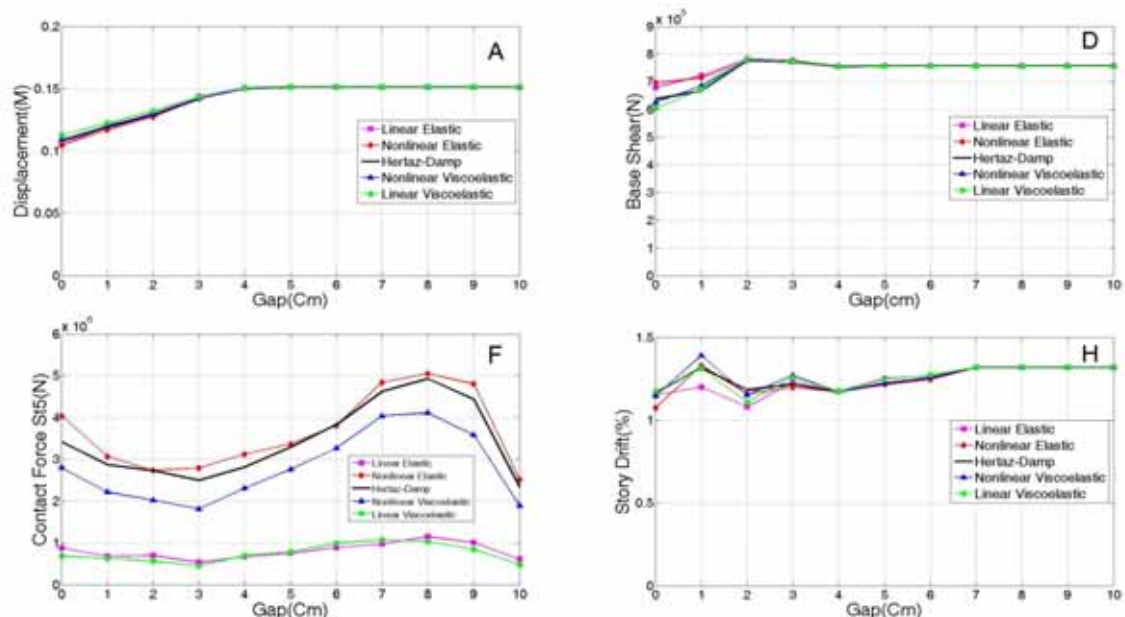 A
Displacement(M)
0.2
0.15
0.1
0.05
0
Linear Elastic
Nonlinear Elastic
Hertaz-Damp
Nonlinear Viscoelastic
Linear Viscoelastic
0 1 2 3 4 5 6 7 8 9 10
Gap(Cm)
D
Base Shear(N)
9
8
7
6
5
4
3
2
1
0
Linear Elastic
Nonlinear Elastic
Hertaz-Damp
Nonlinear Viscoelastic
Linear Viscoelastic
0 1 2 3 4 5 6 7 8 9 10
Gap(cm)
F
Contact Force St5(N)
6
5
4
3
2
1
0
Linear Elastic
Nonlinear Elastic
Hertaz-Damp
Nonlinear Viscoelastic
Linear Viscoelastic
0 1 2 3 4 5 6 7 8 9 10
Gap(Cm)
H
Story Drift(%)
1.5
1
0.5
0
Linear Elastic
Nonlinear Elastic
Hertaz-Damp
Nonlinear Viscoelastic
Linear Viscoelastic
0 1 2 3 4 5 6 7 8 9 10
Gap(Cm)